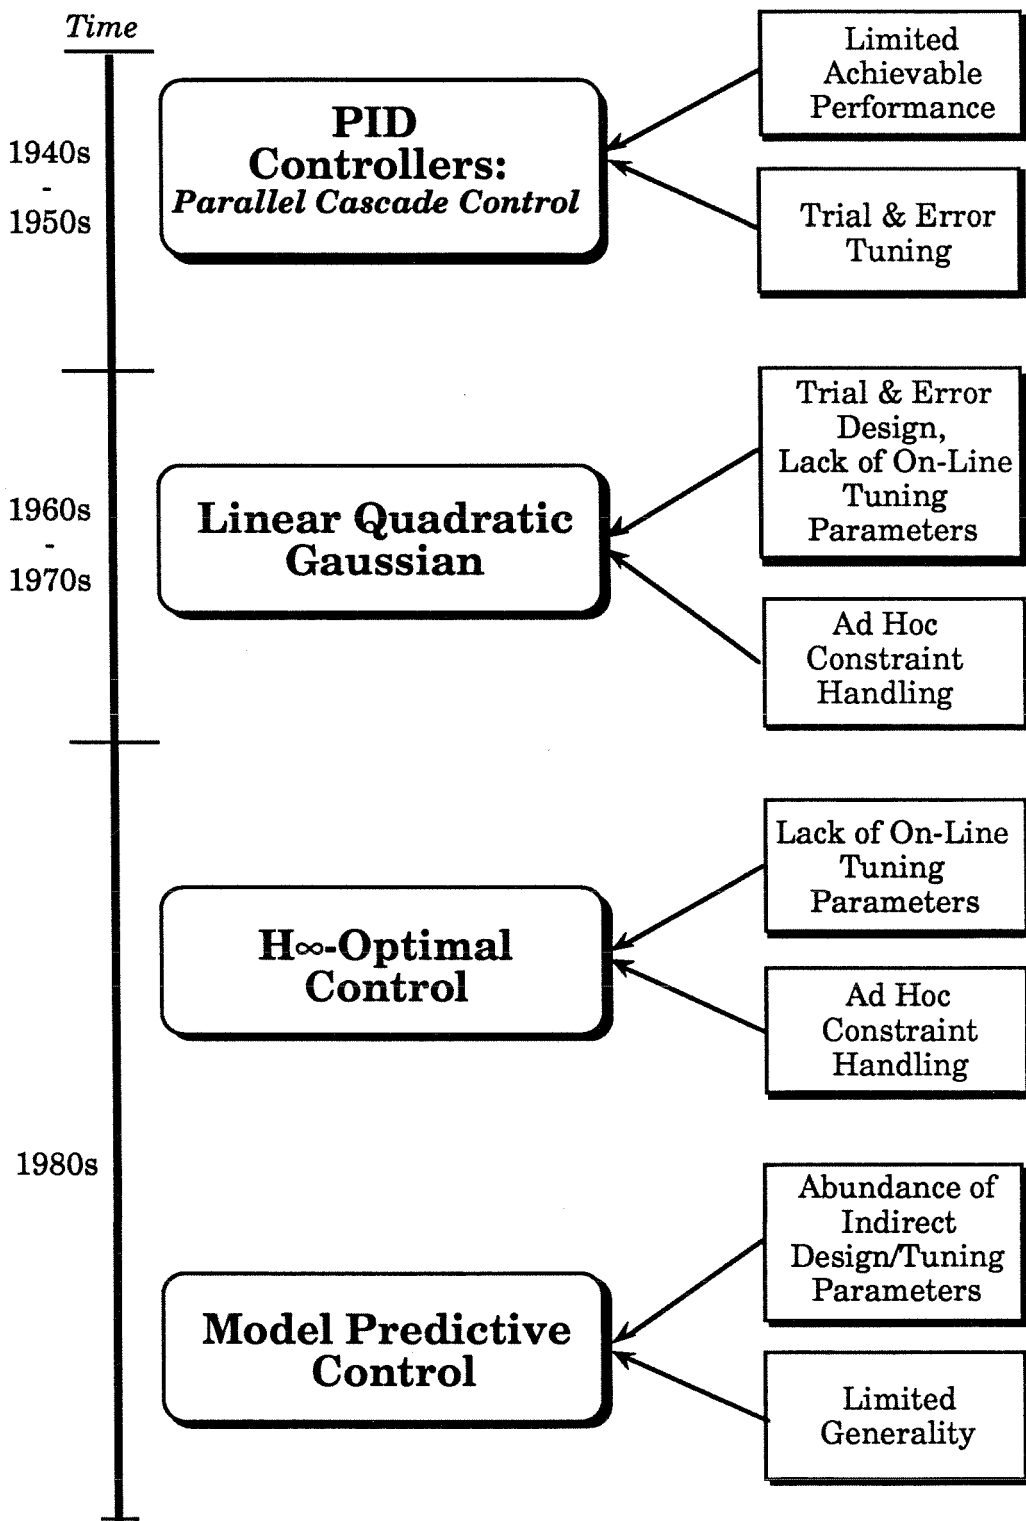 Time
1940s
-
1950s
PID
Controllers:
Parallel Cascade Control
Limited
Achievable
Performance
Trial & Error
Tuning
1960s
-
1970s
Linear Quadratic
Gaussian
Trial & Error
Design,
Lack of On-Line
Tuning
Parameters
Ad Hoc
Constraint
Handling
H∞-Optimal
Control
Lack of On-Line
Tuning
Parameters
Ad Hoc
Constraint
Handling
1980s
Model Predictive
Control
Abundance of
Indirect
Design/Tuning
Parameters
Limited
Generality